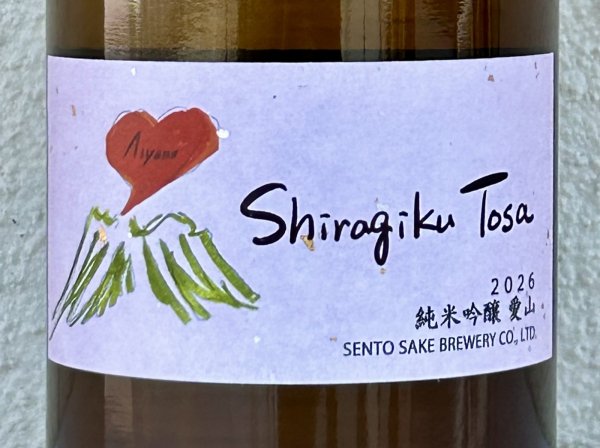 Aiyama
Shiragiku Tosa
2026
純米吟醸 愛山
SENTO SAKE BREWERY CO., LTD.